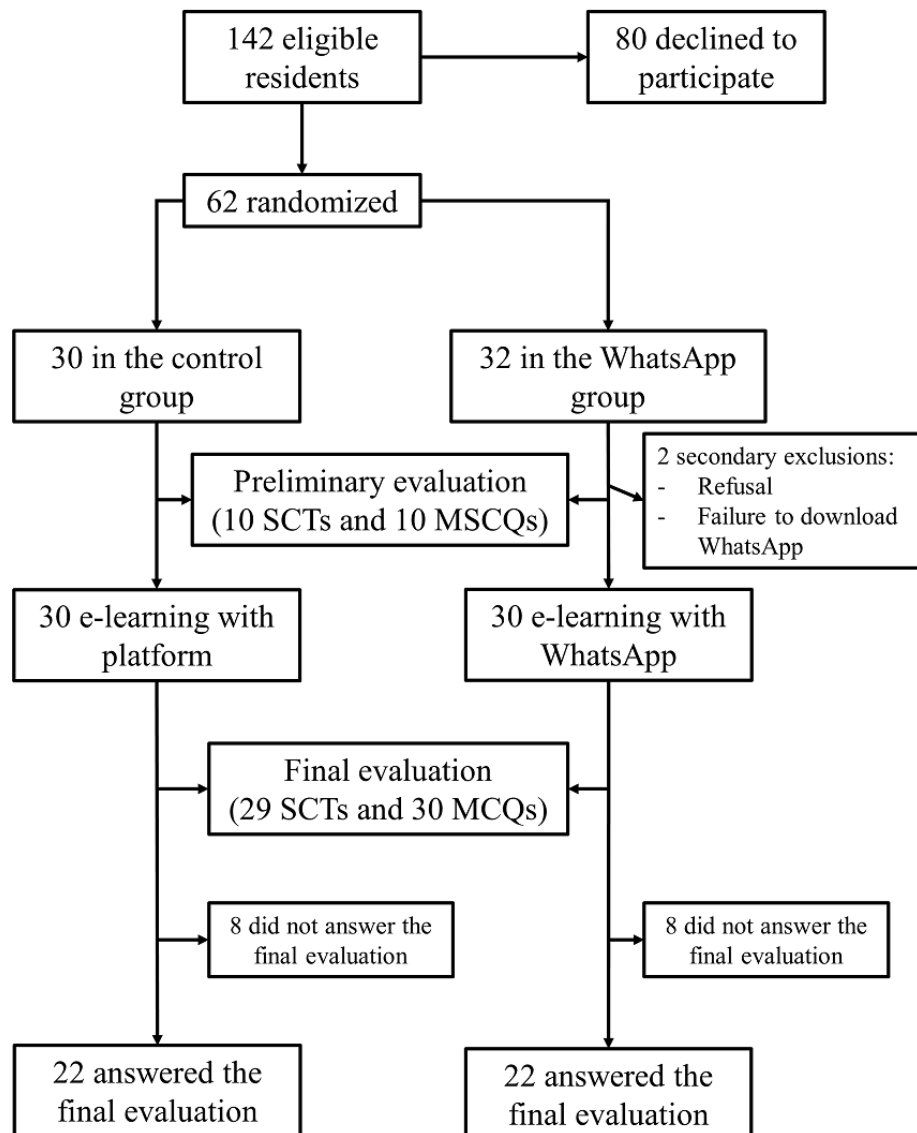 142 eligible
residents
80 declined to
participate
62 randomized
30 in the control
group
32 in the WhatsApp
group
2 secondary exclusions:
- Refusal
- Failure to download
WhatsApp
Preliminary evaluation
(10 SCTs and 10 MSCQs)
30 e-learning with
platform
30 e-learning with
WhatsApp
Final evaluation
(29 SCTs and 30 MCQs)
8 did not answer the
final evaluation
8 did not answer the
final evaluation
22 answered the
final evaluation
22 answered the
final evaluation